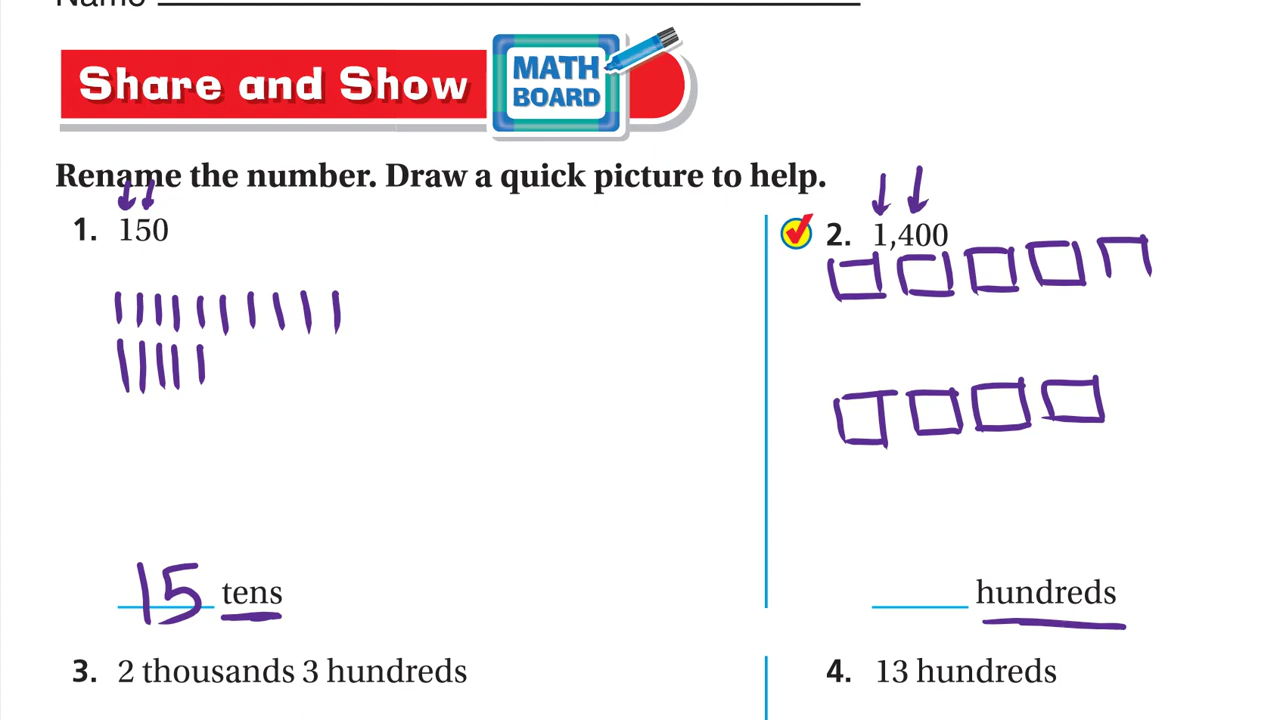 Name
Share and Show
MATH
BOARD
Rename the number. Draw a quick picture to help.
1. 150
2. 1,400
15 tens
hundreds
3. 2 thousands 3 hundreds
4. 13 hundreds